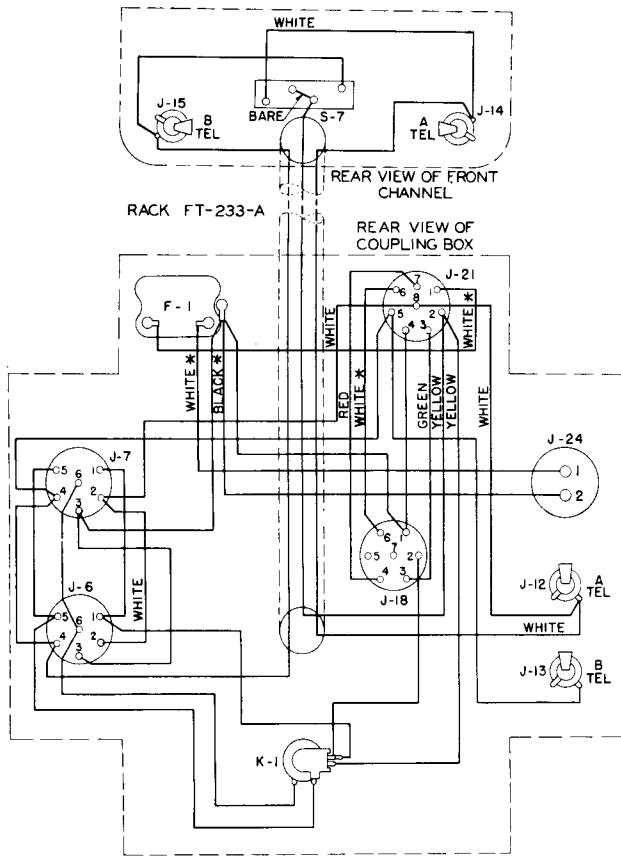 WHITE
J-15
B
TEL
BARE
S-7
A
TEL
J-14
REAR VIEW OF FRONT
CHANNEL
RACK FT-233-A
REAR VIEW OF
COUPLING BOX
J-21
F-1
7
6
1
8
5
2
4
3
WHITE
WHITE *
WHITE *
BLACK *
RED
WHITE *
GREEN
YELLOW
YELLOW
WHITE
J-7
5
6
1
4
2
3
J-24
1
2
6
1
5
7
2
4
3
J-18
J-6
WHITE
5
6
1
4
2
3
J-12
A
TEL
WHITE
J-13
B
TEL
K-1